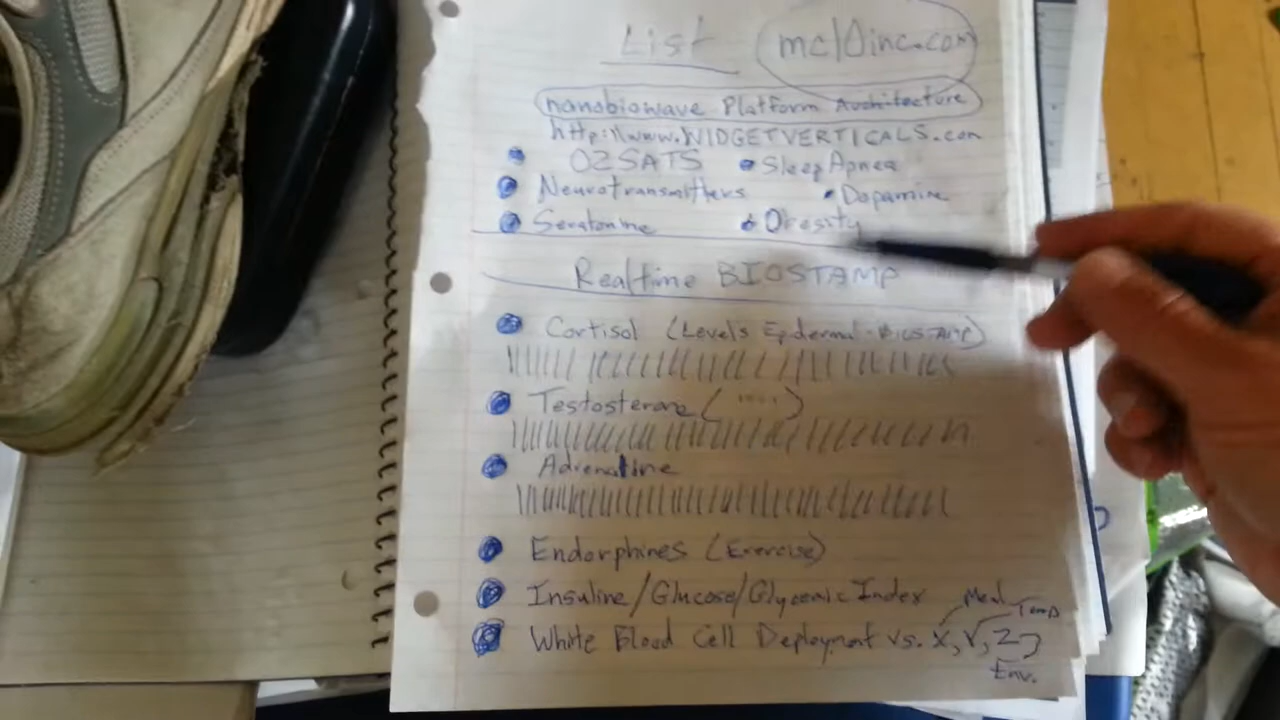 List mc10inc.com
nanobiowave Platform Architecture
http://www.WIDGETVERTICALS.com
O2SATS • Sleep Apnea
Neurotransmitters • Dopamine
Seratonine • Obesity
Realtime BIOSTAMP
Cortisol (Levels Epidermal-BIOSTAMP)
Testosterone (....)
Adrenaline
Endorphines (Exercise)
Insuline/Glucose/Glycemic Index
Meal
Temp
White Blood Cell Deployment vs. X, Y, Z}
Env.